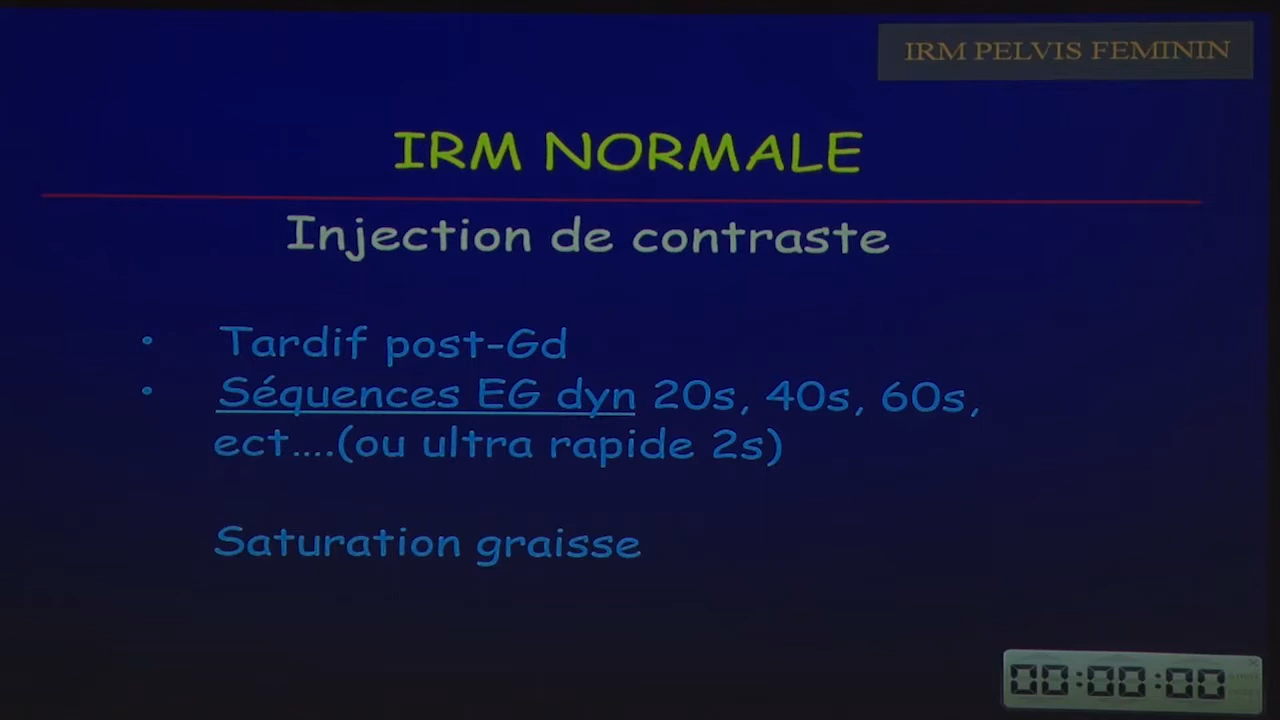 IRM PELVIS FEMININ
IRM NORMALE
Injection de contraste
• Tardif post-Gd
• Séquences EG dyn 20s, 40s, 60s,
ect....(ou ultra rapide 2s)
Saturation graisse
00:00:00